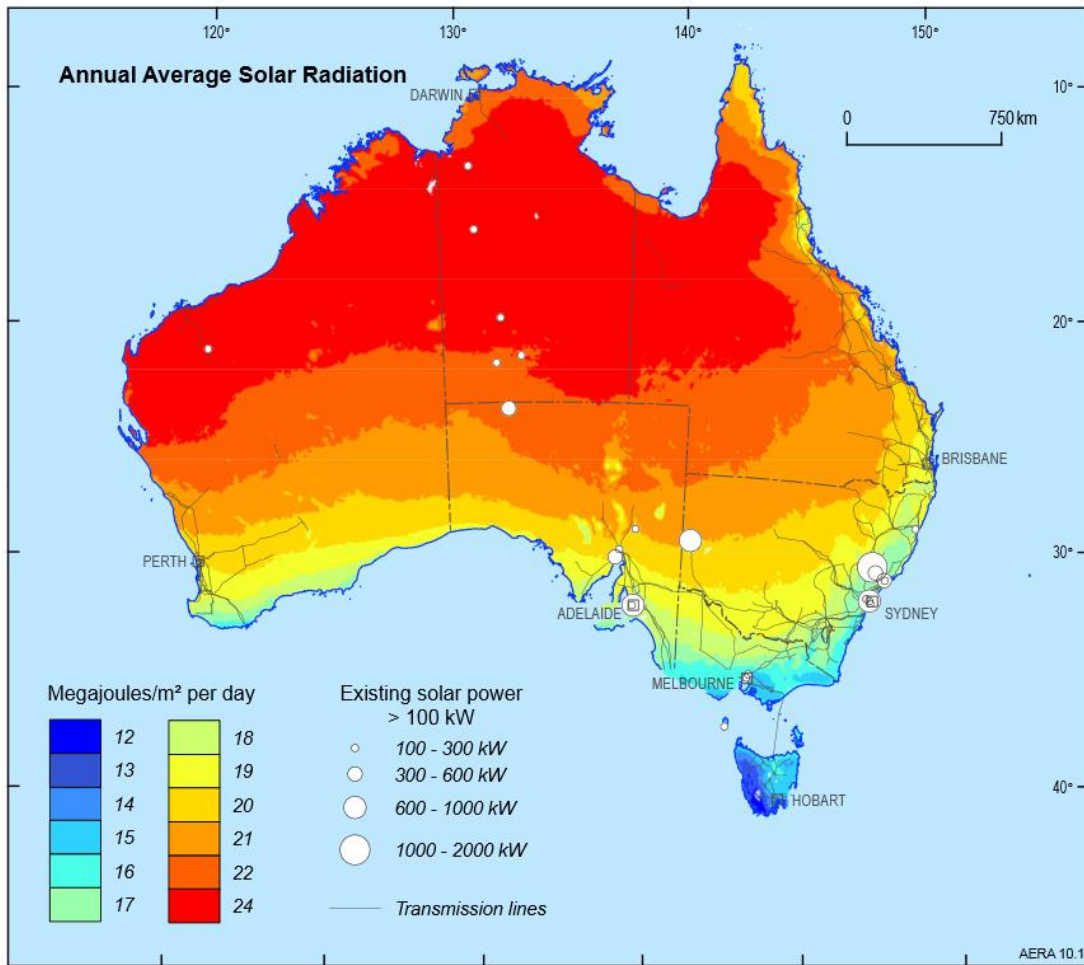 120° 130° 140° 150°
Annual Average Solar Radiation
DARWIN
10°
0 750 km
20°
BRISBANE
PERTH
30°
ADELAIDE
SYDNEY
MELBOURNE
HOBART
40°
Megajoules/m² per day
12 18
13 19
14 20
15 21
16 22
17 24
Existing solar power
> 100 kW
100 - 300 kW
300 - 600 kW
600 - 1000 kW
1000 - 2000 kW
Transmission lines
AERA 10.1